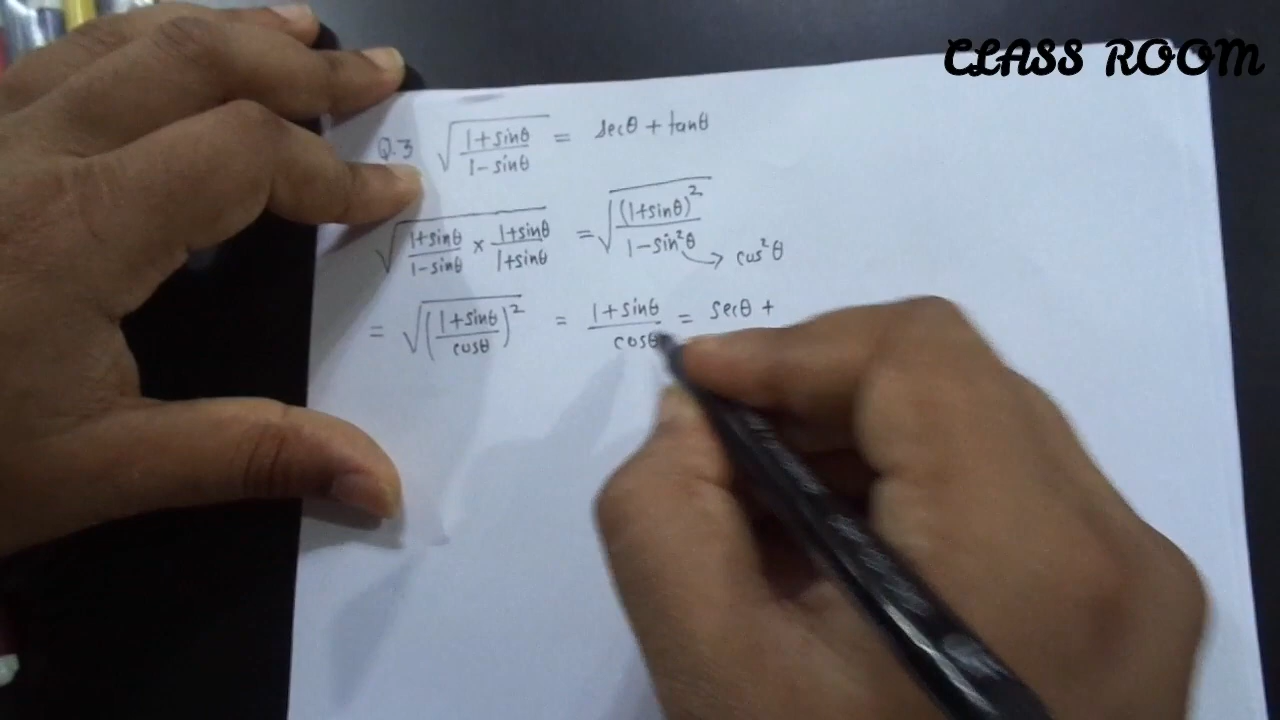 CLASS ROOM
Q.3 √((1+sinθ)/(1-sinθ)) = secθ + tanθ
√((1+sinθ)/(1-sinθ) × (1+sinθ)/(1+sinθ)) = √((1+sinθ)²/(1-sin²θ)) → cos²θ
= √(((1+sinθ)/cosθ)²) = (1+sinθ)/cosθ = secθ +